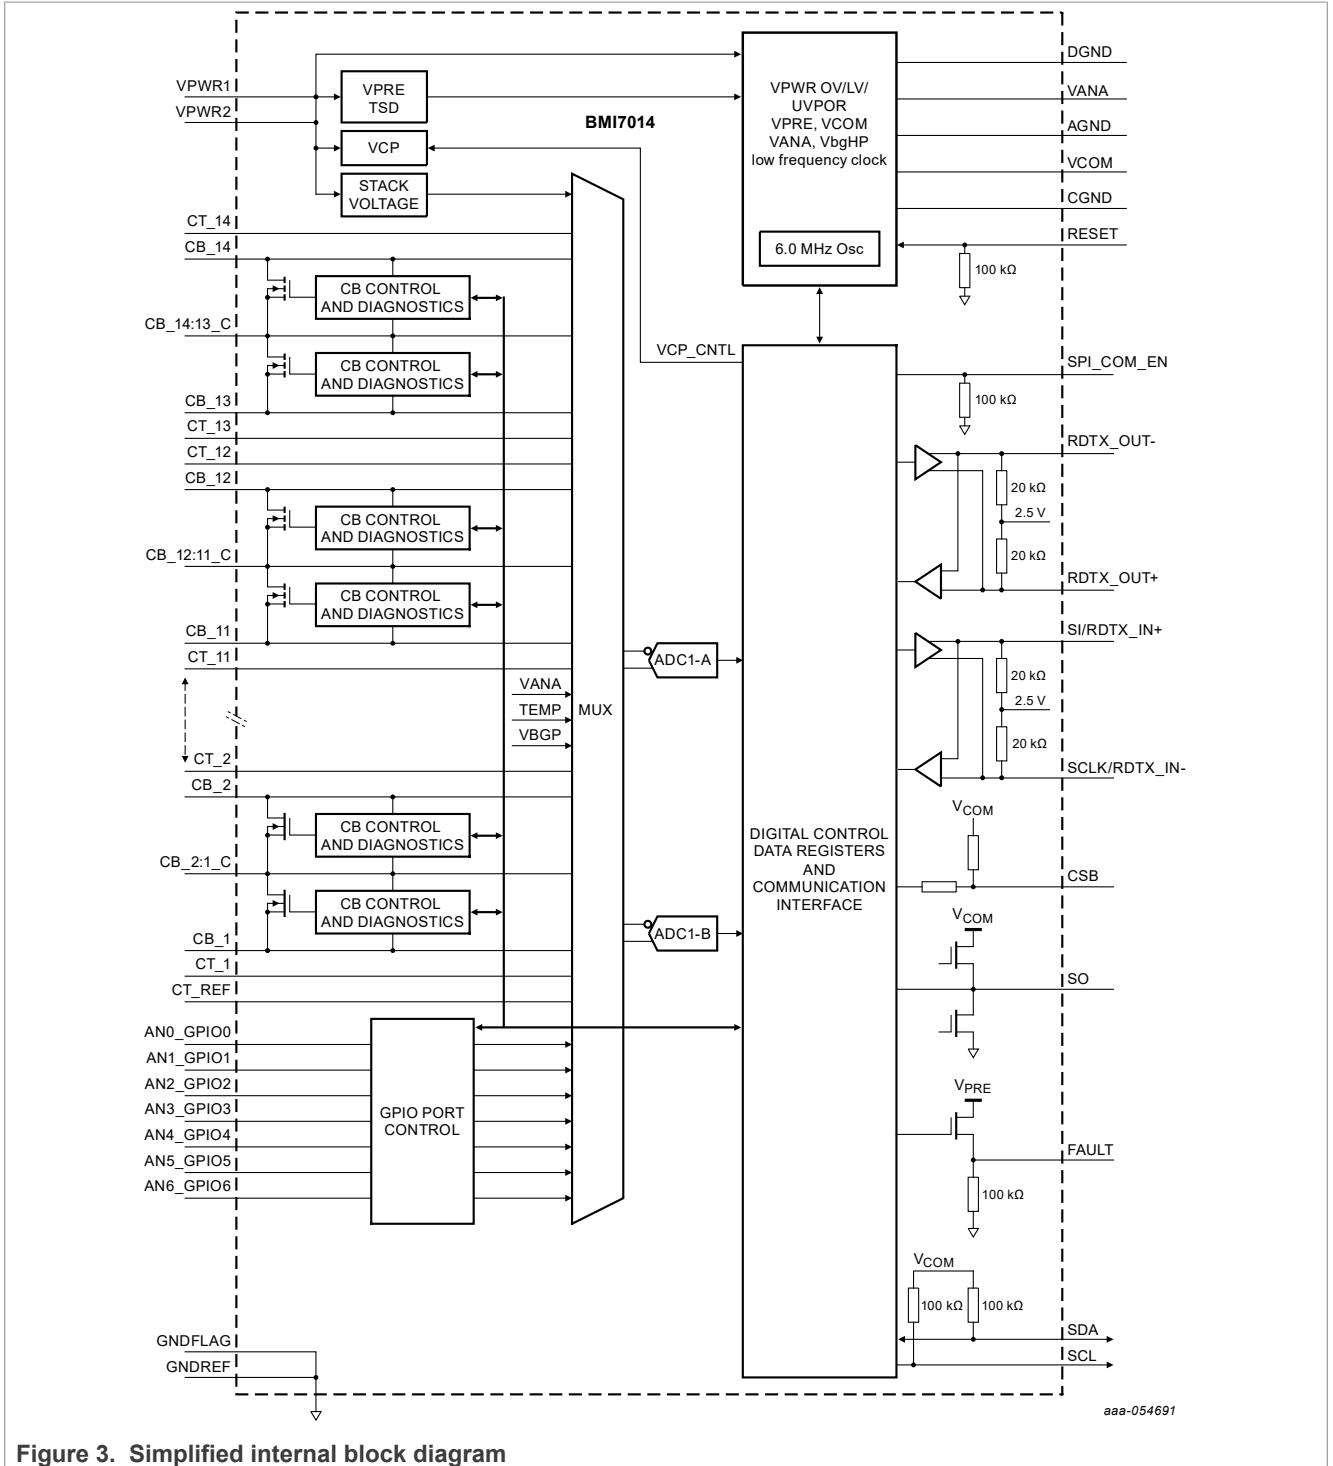 VPWR1
VPWR2
VPRE
TSD
VCP
STACK
VOLTAGE
BMI7014
VPWR OV/LV/
UVPOR
VPRE, VCOM
VANA, VbgHP
low frequency clock
6.0 MHz Osc
DGND
VANA
AGND
VCOM
CGND
RESET
100 kΩ
CT_14
CB_14
CB CONTROL
AND DIAGNOSTICS
CB_14:13_C
CB CONTROL
AND DIAGNOSTICS
CB_13
CT_13
CT_12
CB_12
CB CONTROL
AND DIAGNOSTICS
CB_12:11_C
CB CONTROL
AND DIAGNOSTICS
CB_11
CT_11
VANA
TEMP
VBGP
MUX
CT_2
CB_2
CB CONTROL
AND DIAGNOSTICS
CB_2:1_C
CB CONTROL
AND DIAGNOSTICS
CB_1
CT_1
CT_REF
AN0_GPIO0
AN1_GPIO1
AN2_GPIO2
AN3_GPIO3
AN4_GPIO4
AN5_GPIO5
AN6_GPIO6
GPIO PORT
CONTROL
GNDFLAG
GNDREF
ADC1-A
ADC1-B
VCP_CNTL
DIGITAL CONTROL
DATA REGISTERS
AND
COMMUNICATION
INTERFACE
SPI_COM_EN
100 kΩ
RDTX_OUT-
20 kΩ
2.5 V
20 kΩ
RDTX_OUT+
SI/RDTX_IN+
20 kΩ
2.5 V
20 kΩ
SCLK/RDTX_IN-
VCOM
CSB
VCOM
SO
VPRE
FAULT
100 kΩ
VCOM
100 kΩ
100 kΩ
SDA
SCL
aaa-054691
Figure 3. Simplified internal block diagram